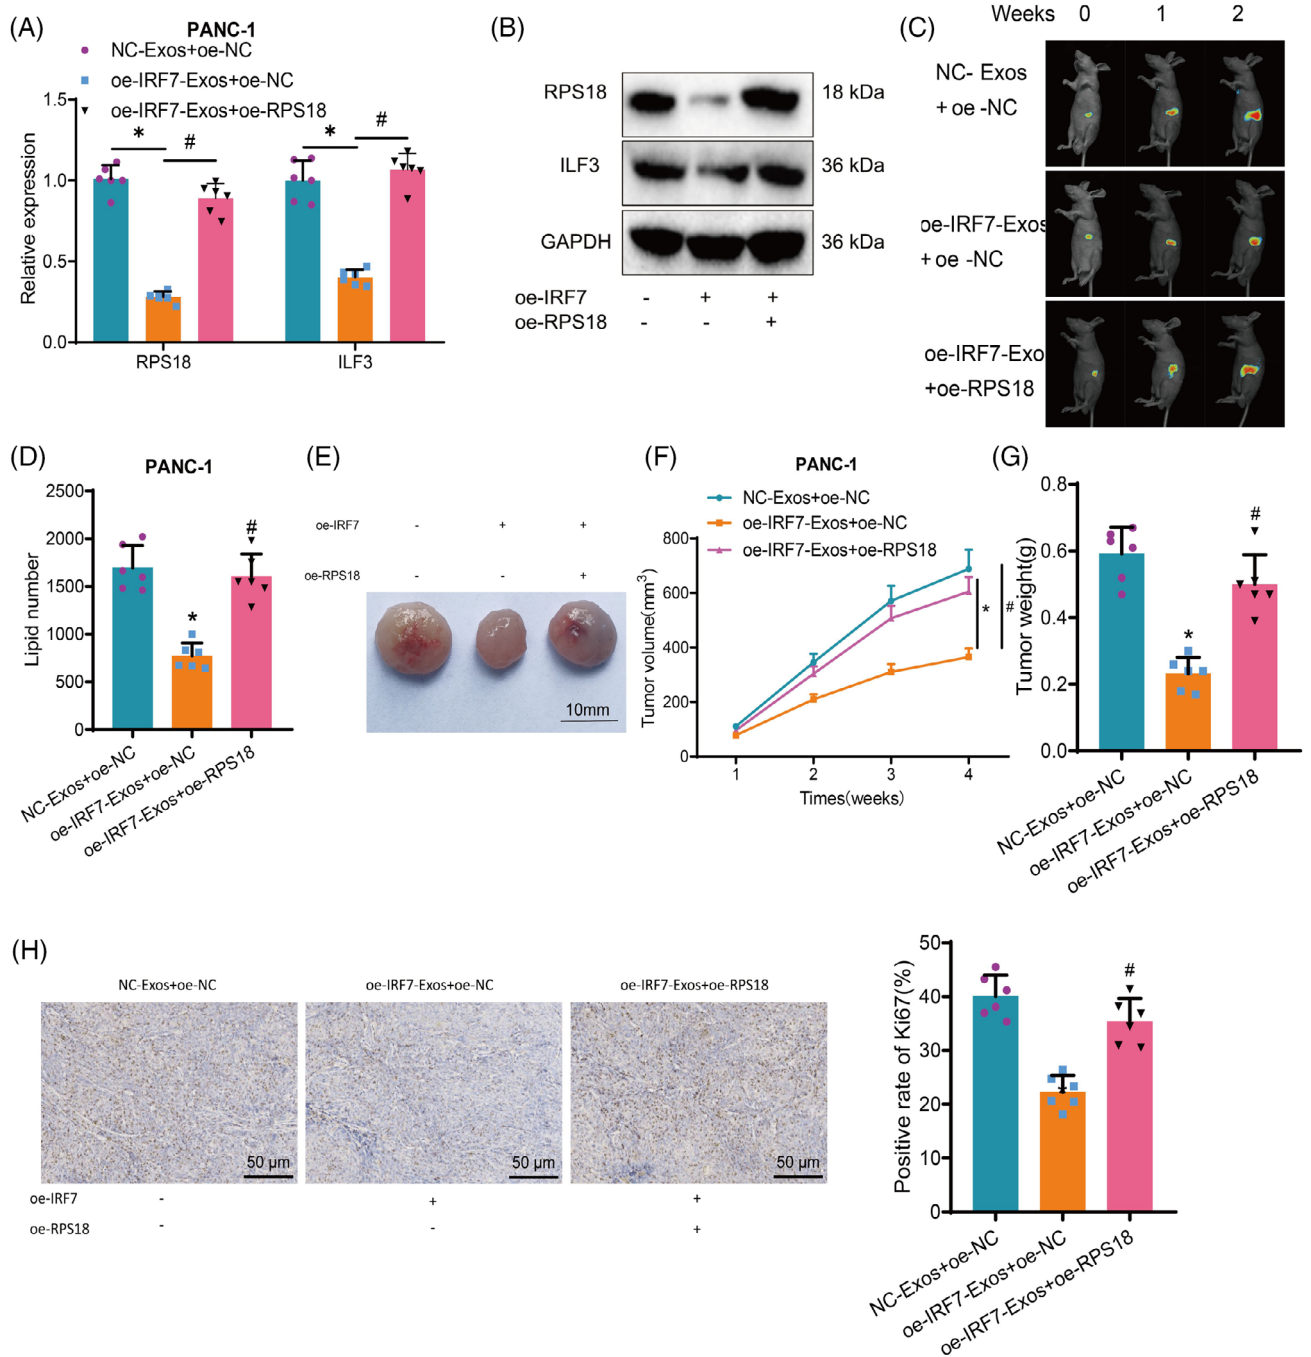 (A)
PANC-1
NC-Exos+oe-NC
oe-IRF7-Exos+oe-NC
oe-IRF7-Exos+oe-RPS18
Relative expression
1.5
1.0
0.5
0.0
* # * #
RPS18 ILF3
(B)
RPS18 18 kDa
ILF3 36 kDa
GAPDH 36 kDa
oe-IRF7 - + +
oe-RPS18 - - +
(C)
Weeks 0 1 2
NC- Exos
+ oe -NC
oe-IRF7-Exos
+ oe -NC
oe-IRF7-Exo
+oe-RPS18
(D)
PANC-1
Lipid number
2500
2000
1500
1000
500
0
* #
NC-Exos+oe-NC
oe-IRF7-Exos+oe-NC
oe-IRF7-Exos+oe-RPS18
(E)
oe-IRF7 - + +
oe-RPS18 - - +
10mm
(F)
PANC-1
NC-Exos+oe-NC
oe-IRF7-Exos+oe-NC
oe-IRF7-Exos+oe-RPS18
Tumor volume(mm³)
800
600
400
200
0
* #
1 2 3 4
Times(weeks)
(G)
Tumor weight(g)
0.8
0.6
0.4
0.2
0.0
* #
NC-Exos+oe-NC
oe-IRF7-Exos+oe-NC
oe-IRF7-Exos+oe-RPS18
(H)
NC-Exos+oe-NC oe-IRF7-Exos+oe-NC oe-IRF7-Exos+oe-RPS18
50 μm 50 μm 50 μm
oe-IRF7 - + +
oe-RPS18 - - +
Positive rate of Ki67(%)
50
40
30
20
10
0
* #
NC-Exos+oe-NC
oe-IRF7-Exos+oe-NC
oe-IRF7-Exos+oe-RPS18